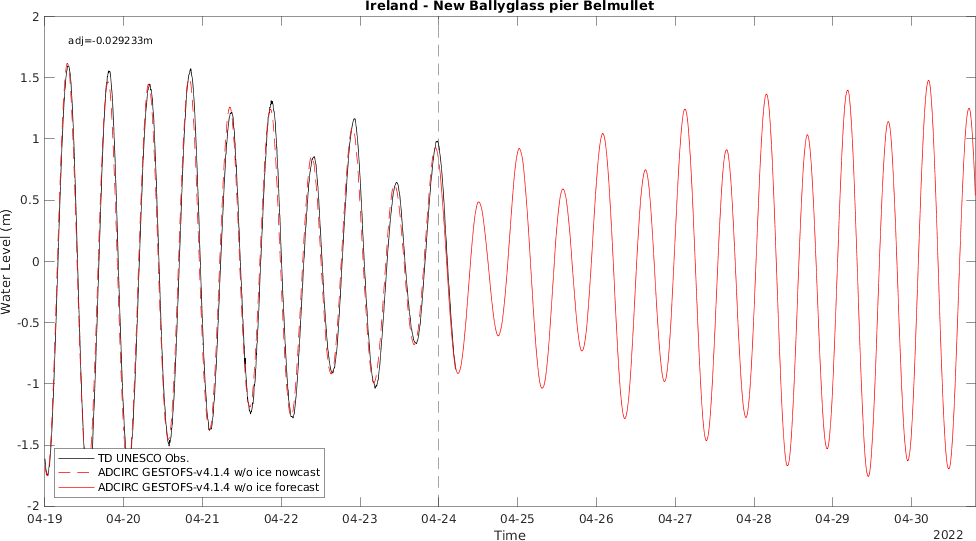 Ireland - New Ballyglass pier Belmullet
adj=-0.029233m
Water Level (m)
2
1.5
1
0.5
0
-0.5
-1
-1.5
-2
TD UNESCO Obs.
ADCIRC GESTOFS-v4.1.4 w/o ice nowcast
ADCIRC GESTOFS-v4.1.4 w/o ice forecast
04-19 04-20 04-21 04-22 04-23 04-24 04-25 04-26 04-27 04-28 04-29 04-30
Time
2022